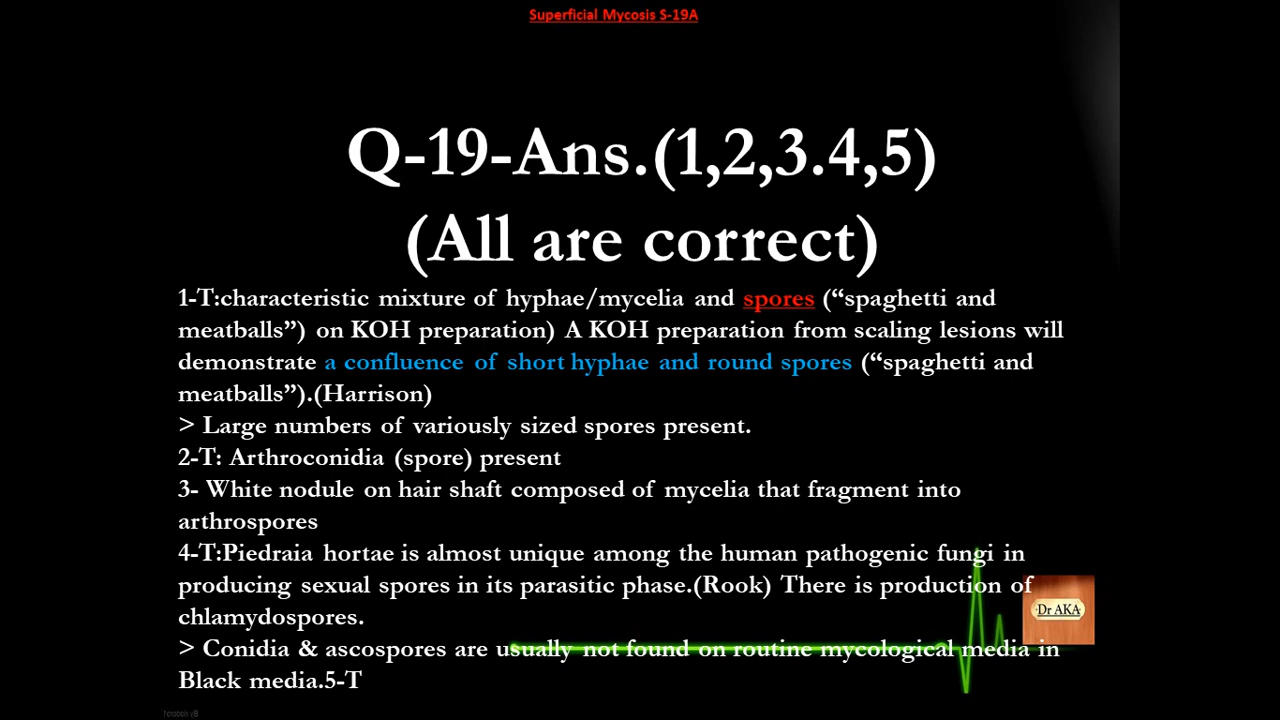 Superficial Mycosis S-19A
Q-19-Ans.(1,2,3.4,5)
(All are correct)
1-T:characteristic mixture of hyphae/mycelia and spores (“spaghetti and
meatballs”) on KOH preparation) A KOH preparation from scaling lesions will
demonstrate a confluence of short hyphae and round spores (“spaghetti and
meatballs”).(Harrison)
> Large numbers of variously sized spores present.
2-T: Arthroconidia (spore) present
3- White nodule on hair shaft composed of mycelia that fragment into
arthrospores
4-T:Piedraia hortae is almost unique among the human pathogenic fungi in
producing sexual spores in its parasitic phase.(Rook) There is production of
chlamydospores.
Dr AKA
> Conidia & ascospores are usually not found on routine mycological media in
Black media.5-T